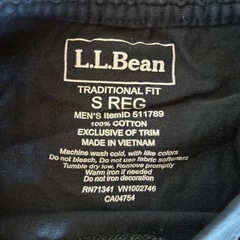 L.L.Bean
TRADITIONAL FIT
S REG
MEN'S ItemID 511789
100% COTTON
EXCLUSIVE OF TRIM
MADE IN VIETNAM
Machine wash cold, with like colors
Do not bleach, Do not use fabric softeners
Tumble dry low, Remove promptly
Warm iron if needed
Do not iron decoration
RN71341 VN1002746
CA04754